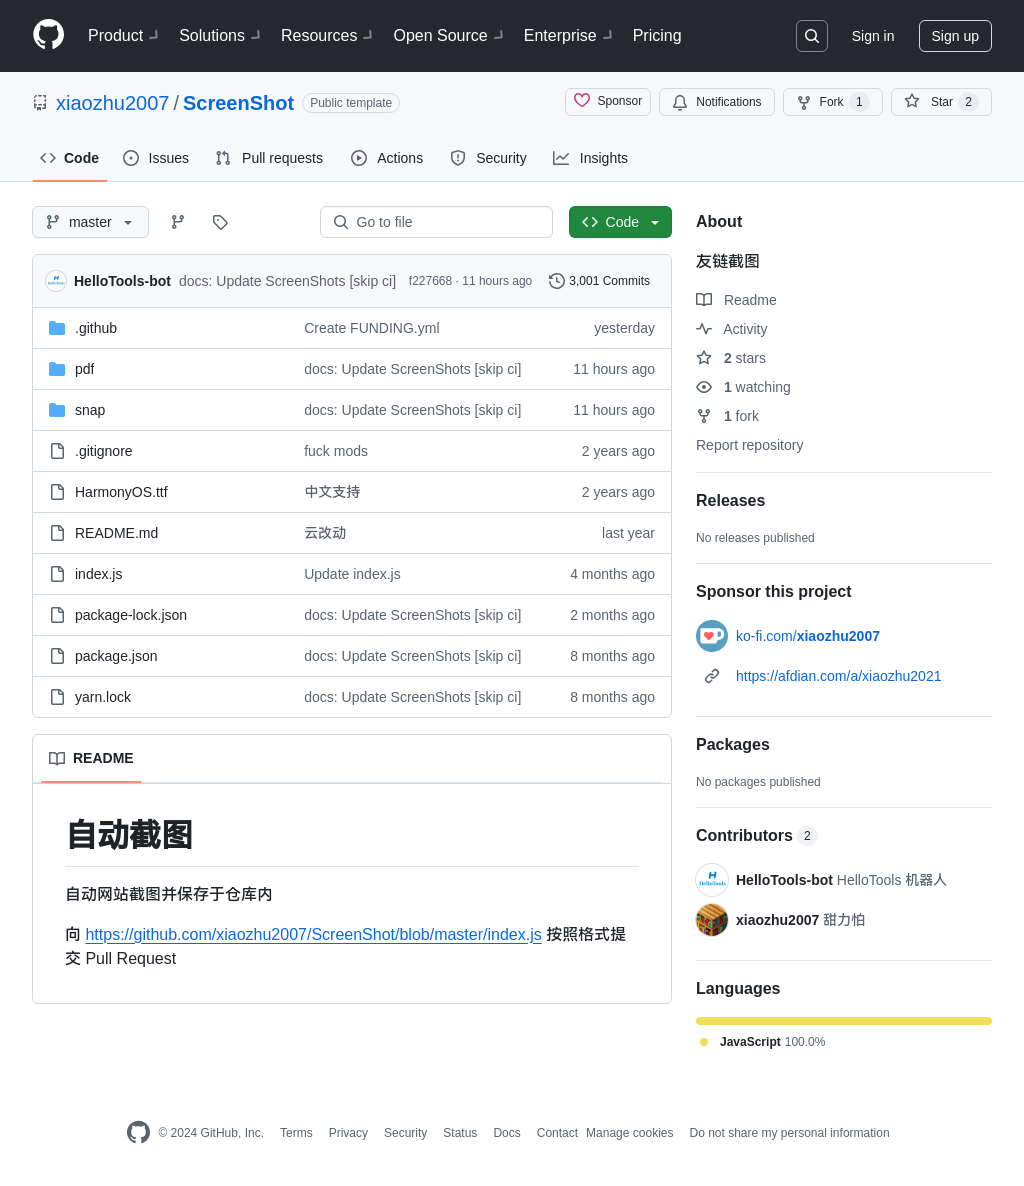 Product Solutions Resources Open Source Enterprise Pricing Sign in Sign up
xiaozhu2007 / ScreenShot Public template Sponsor Notifications Fork 1 Star 2
Code Issues Pull requests Actions Security Insights
master Go to file Code
HelloTools-bot docs: Update ScreenShots [skip ci] f227668 · 11 hours ago 3,001 Commits
.github Create FUNDING.yml yesterday
pdf docs: Update ScreenShots [skip ci] 11 hours ago
snap docs: Update ScreenShots [skip ci] 11 hours ago
.gitignore fuck mods 2 years ago
HarmonyOS.ttf 中文支持 2 years ago
README.md 云改动 last year
index.js Update index.js 4 months ago
package-lock.json docs: Update ScreenShots [skip ci] 2 months ago
package.json docs: Update ScreenShots [skip ci] 8 months ago
yarn.lock docs: Update ScreenShots [skip ci] 8 months ago
README
自动截图
自动网站截图并保存于仓库内
向 https://github.com/xiaozhu2007/ScreenShot/blob/master/index.js 按照格式提
交 Pull Request
About
友链截图
Readme
Activity
2 stars
1 watching
1 fork
Report repository
Releases
No releases published
Sponsor this project
ko-fi.com/xiaozhu2007
https://afdian.com/a/xiaozhu2021
Packages
No packages published
Contributors 2
HelloTools-bot HelloTools 机器人
xiaozhu2007 甜力怕
Languages
JavaScript 100.0%
© 2024 GitHub, Inc. Terms Privacy Security Status Docs Contact Manage cookies Do not share my personal information